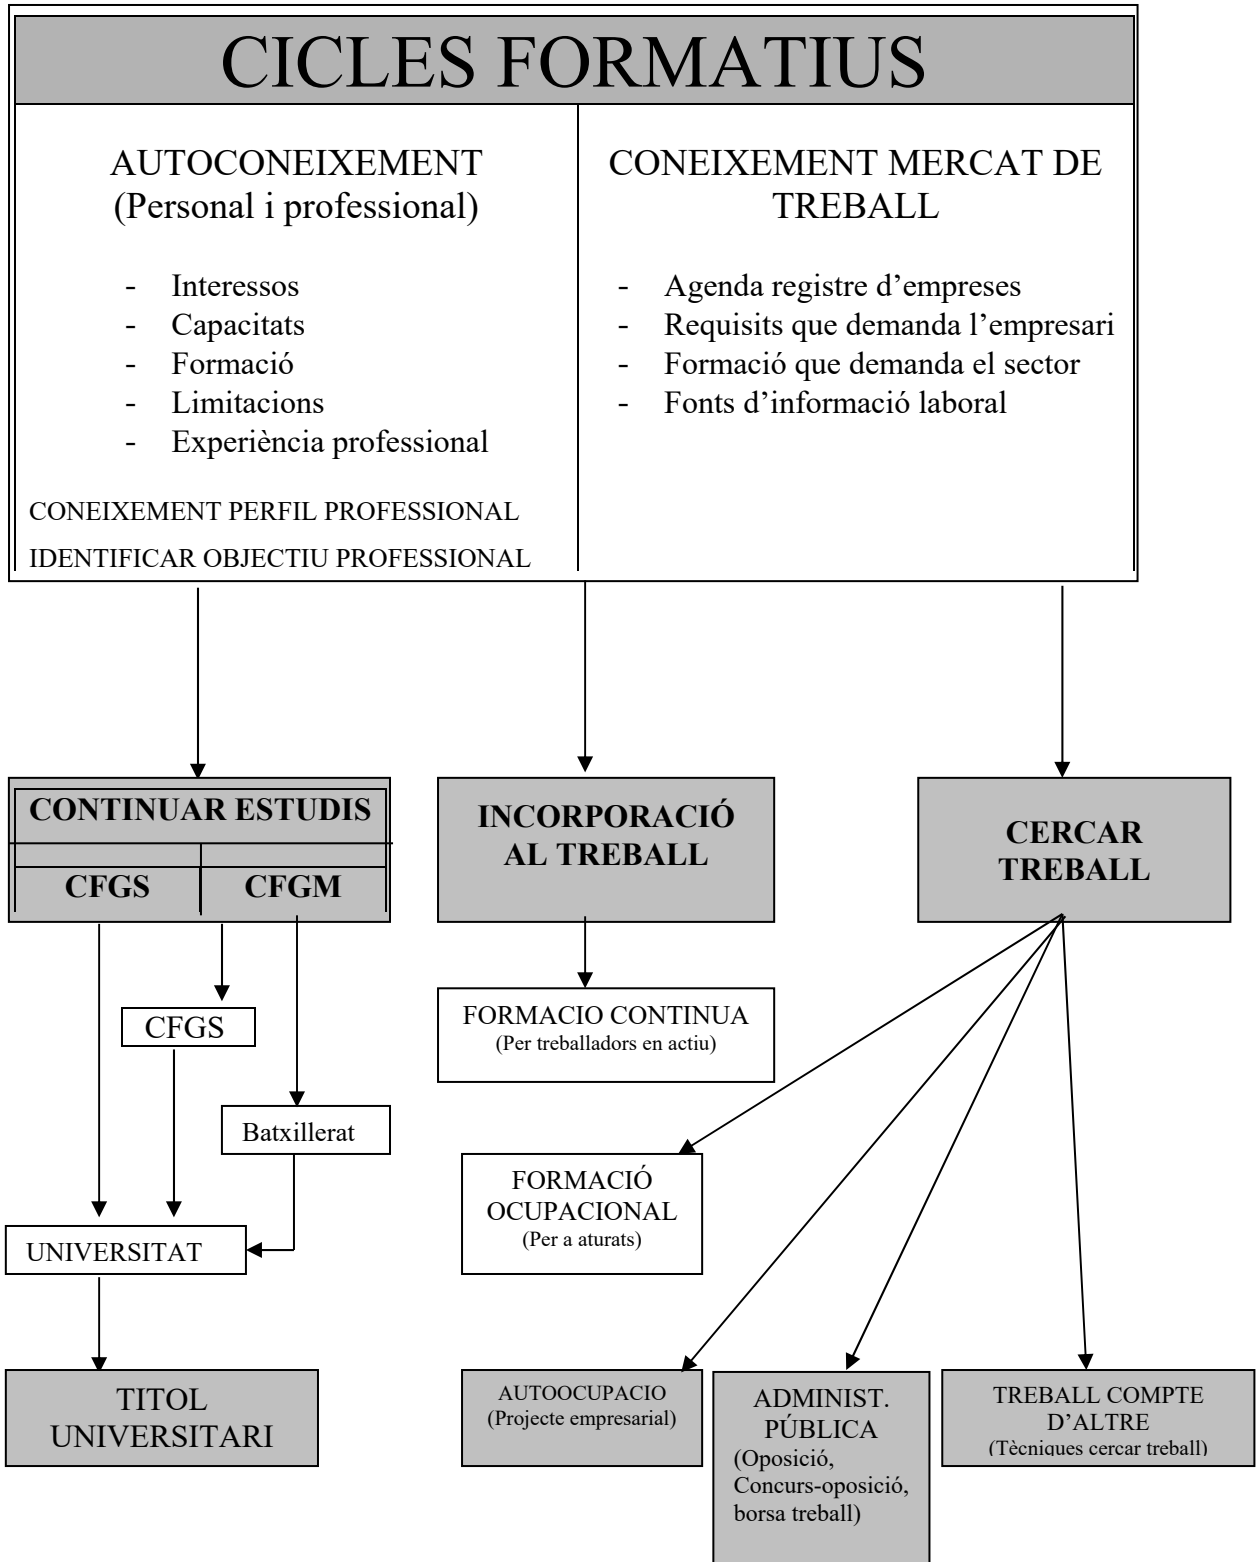 CICLES FORMATIUS
AUTOCONEIXEMENT
(Personal i professional)
- Interessos
- Capacitats
- Formació
- Limitacions
- Experiència professional
CONEIXEMENT PERFIL PROFESSIONAL
IDENTIFICAR OBJECTIU PROFESSIONAL
CONEIXEMENT MERCAT DE
TREBALL
- Agenda registre d’empreses
- Requisits que demanda l’empresari
- Formació que demanda el sector
- Fonts d’informació laboral
CONTINUAR ESTUDIS
CFGS
CFGM
INCORPORACIÓ
AL TREBALL
CERCAR
TREBALL
CFGS
FORMACIO CONTINUA
(Per treballadors en actiu)
Batxillerat
FORMACIÓ
OCUPACIONAL
(Per a aturats)
UNIVERSITAT
TITOL
UNIVERSITARI
AUTOOCUPACIO
(Projecte empresarial)
ADMINIST.
PÚBLICA
(Oposició,
Concurs-oposició,
borsa treball)
TREBALL COMPTE
D’ALTRE
(Tècniques cercar treball)